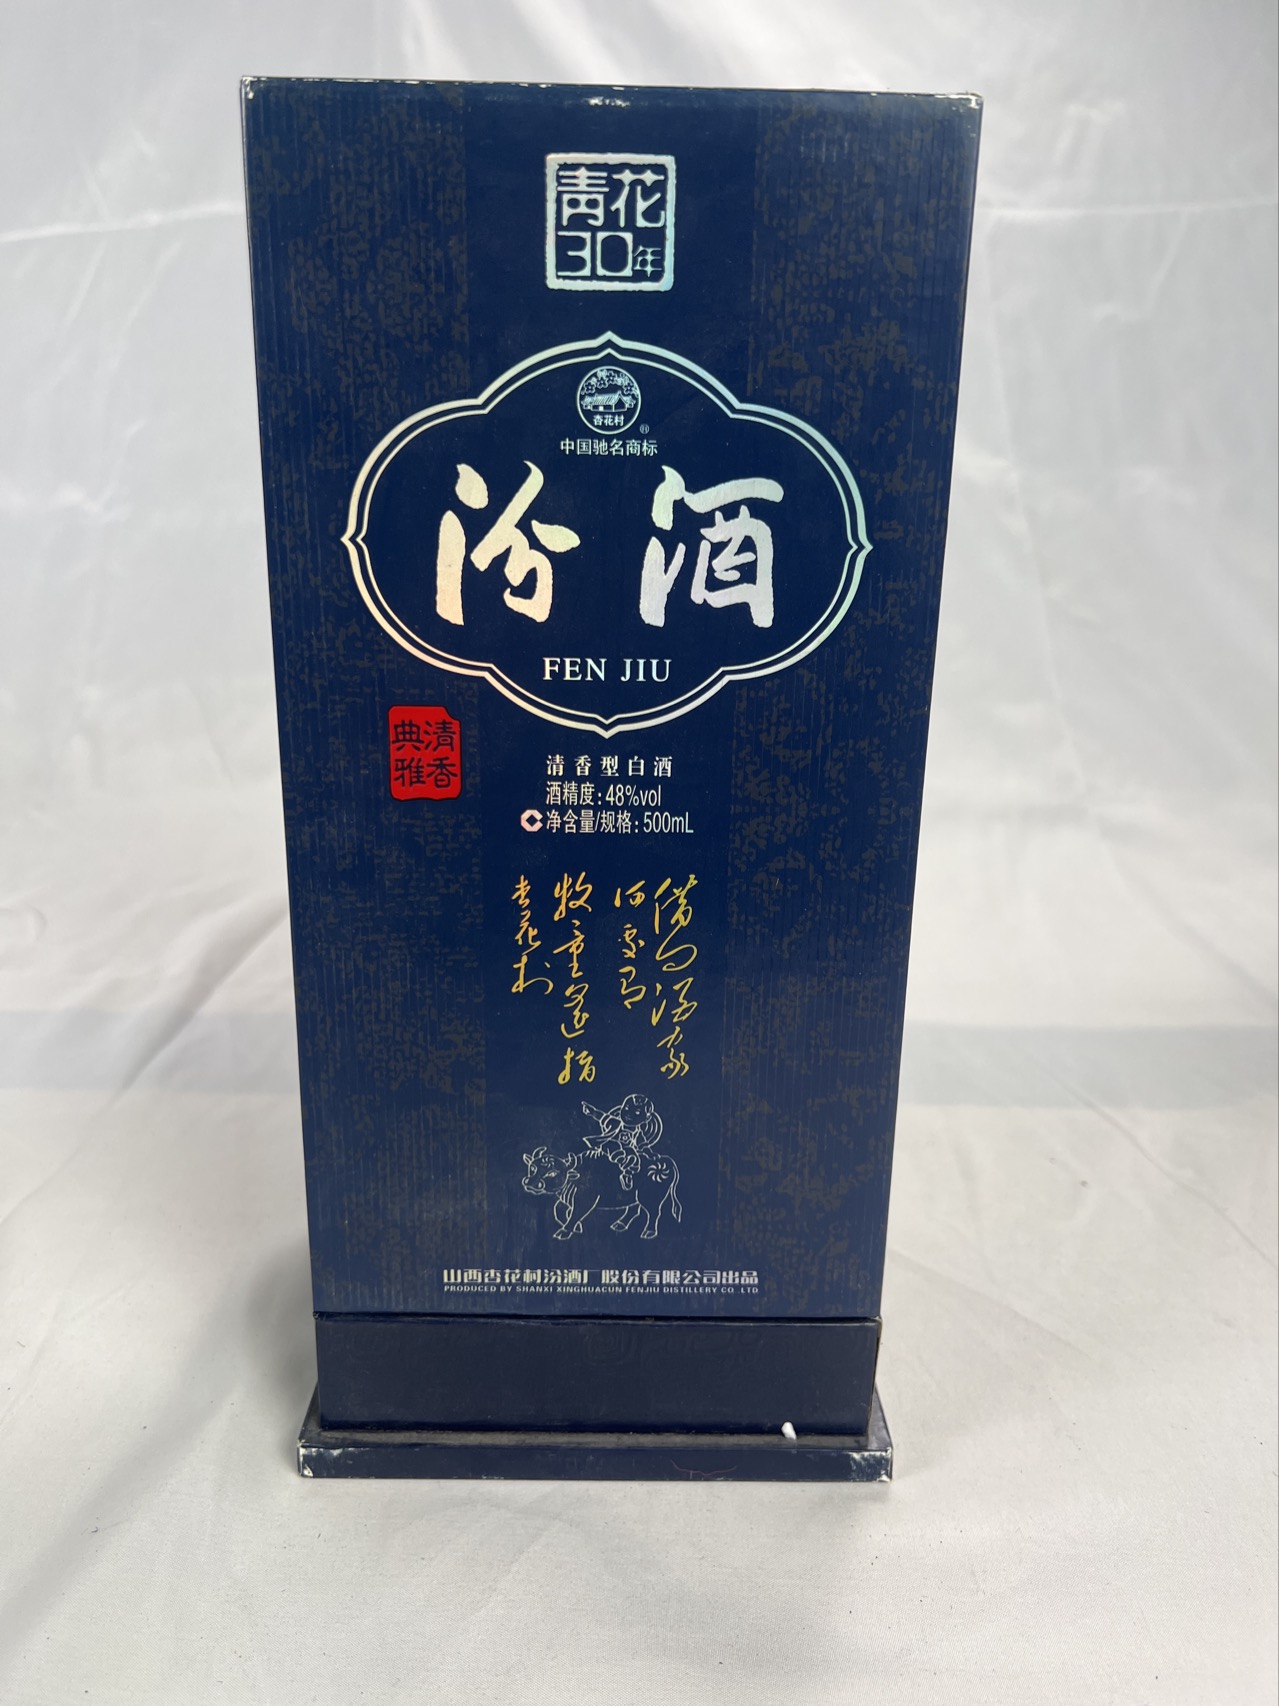 青花
30年
杏花村
®
中国驰名商标
汾酒
FEN JIU
清香
典雅
清香型白酒
酒精度:48%vol
净含量/规格:500mL
借问酒家
何处有
牧童遥指
杏花村
山西杏花村汾酒厂股份有限公司出品
PRODUCED BY SHANXI XINGHUACUN FENJIU DISTILLERY CO.,LTD